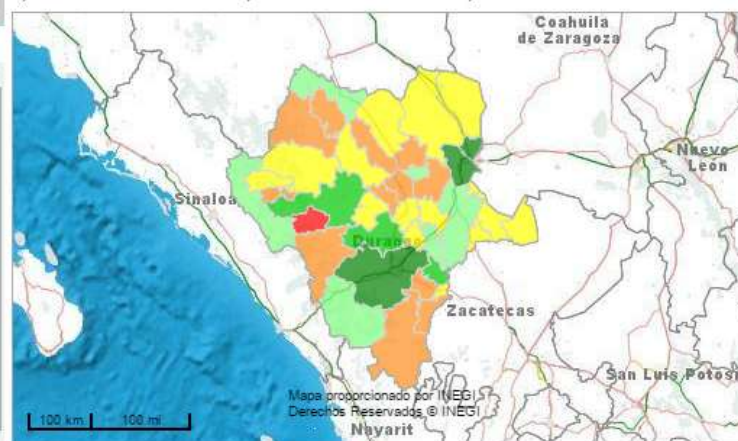 Coahuila
de Zaragoza
Nuevo
León
Sinaloa
Durango
Zacatecas
San Luis Potosí
Mapa proporcionado por INEGI
Derechos Reservados © INEGI
100 km
100 mi
Nayarit